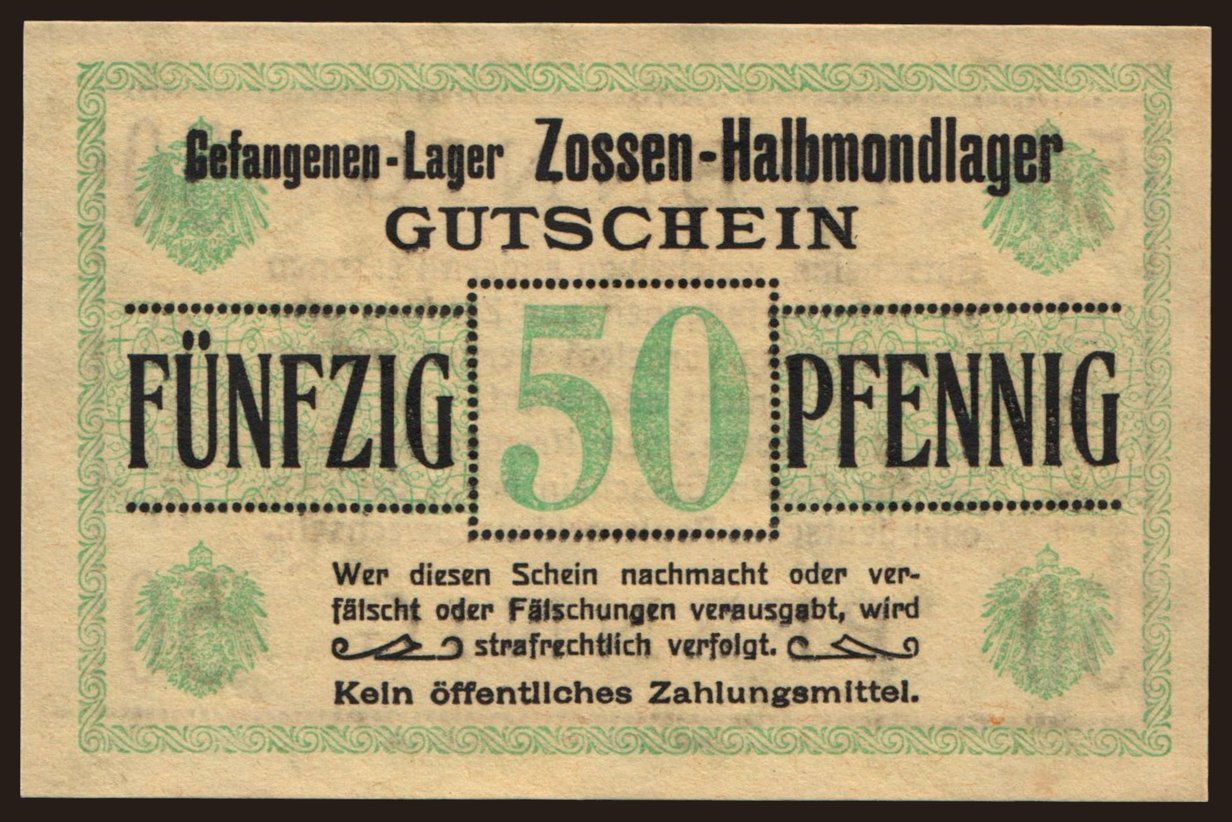 Gefangenen-Lager Zossen-Halbmondlager
GUTSCHEIN
FÜNFZIG 50 PFENNIG
Wer diesen Schein nachmacht oder ver-
fälscht oder Fälschungen verausgabt, wird
strafrechtlich verfolgt.
Kein öffentliches Zahlungsmittel.